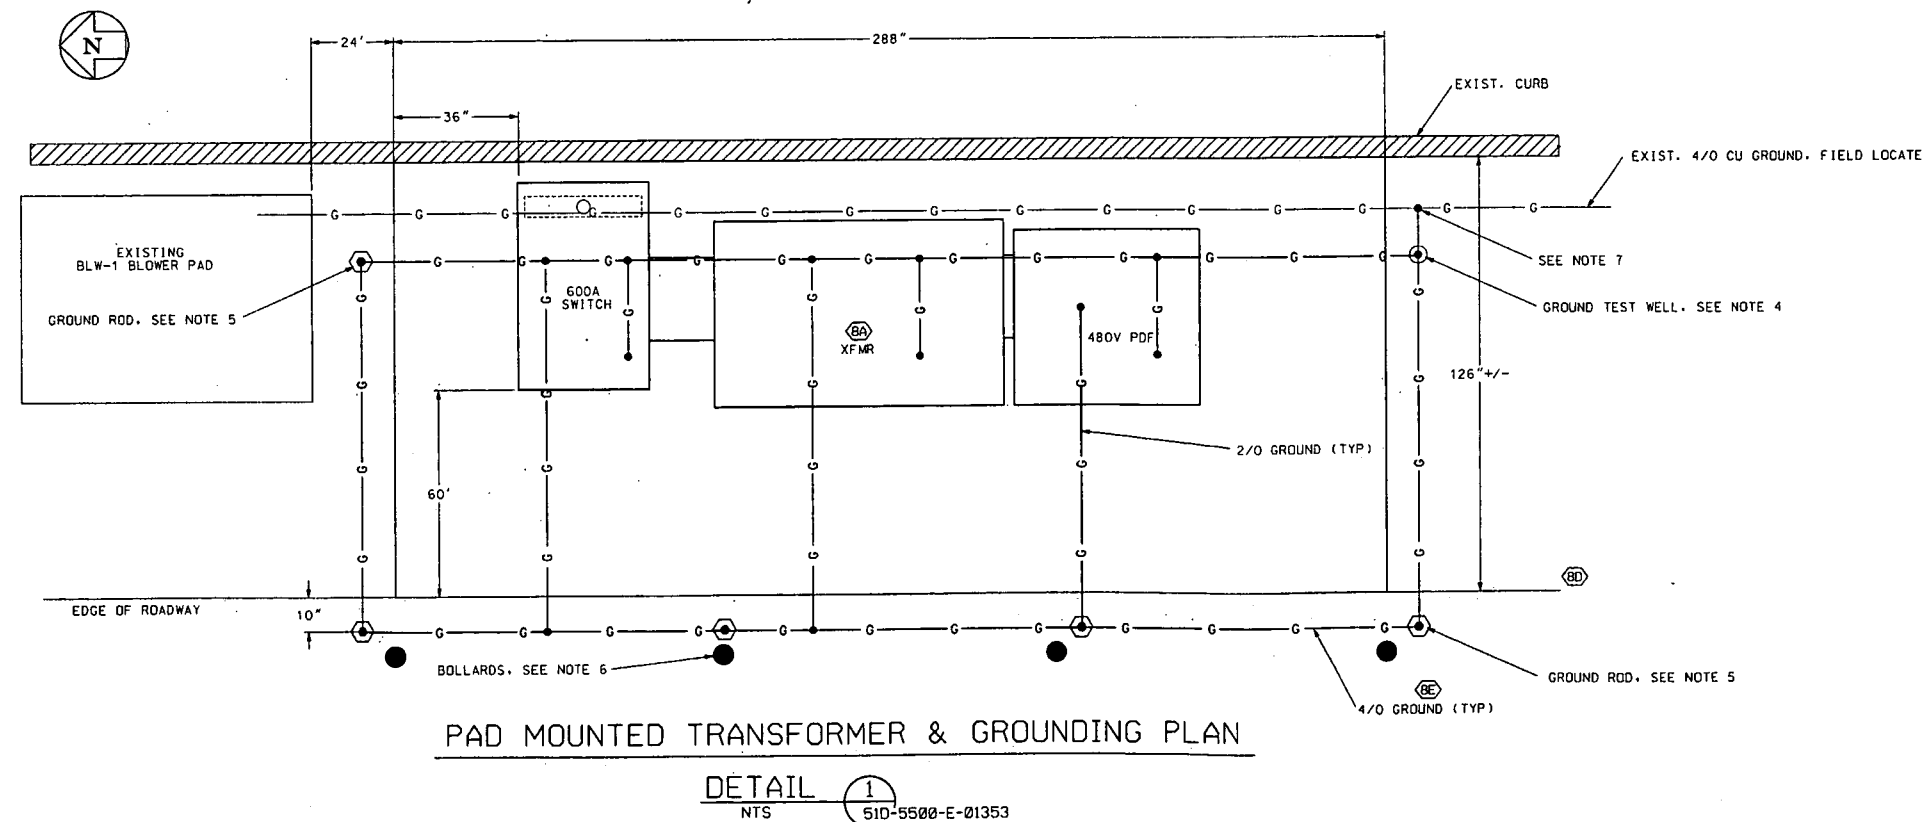 N
24'
288"
36"
EXIST. CURB
EXIST. 4/0 CU GROUND. FIELD LOCATE
G G G G G G G G G G G G G G G
EXISTING
BLW-1 BLOWER PAD
G G G G G G G G G G G G
SEE NOTE 7
600A
SWITCH
GROUND ROD. SEE NOTE 5
GROUND TEST WELL. SEE NOTE 4
8A
XFMR
480V PDF
126"+/-
2/0 GROUND (TYP)
60'
8D
EDGE OF ROADWAY
10"
G G G G G G G G G G G G
BOLLARDS. SEE NOTE 6
GROUND ROD. SEE NOTE 5
8E
4/0 GROUND (TYP)
PAD MOUNTED TRANSFORMER & GROUNDING PLAN
DETAIL 1
NTS 51D-5500-E-01353